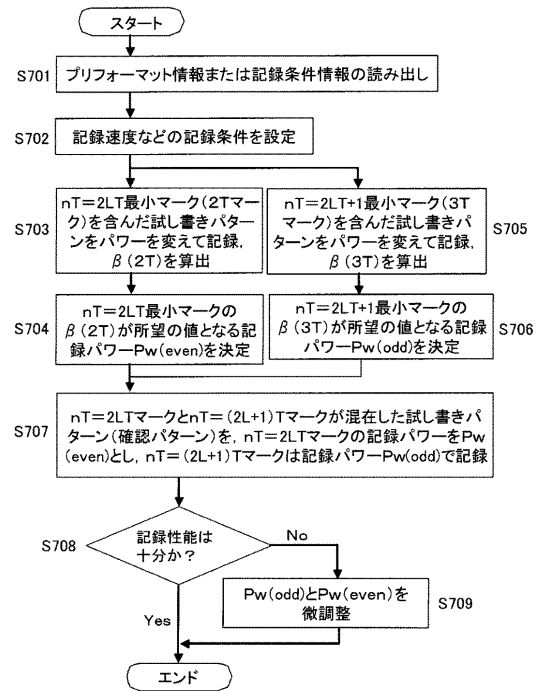 スタート
S701
プリフォーマット情報または記録条件情報の読み出し
S702
記録速度などの記録条件を設定
S703
nT=2LT最小マーク(2Tマー
ク)を含んだ試し書きパター
ンをパワーを変えて記録,
β(2T)を算出
nT=2LT+1最小マーク(3T
マーク)を含んだ試し書きパ
ターンをパワーを変えて記録,
β(3T)を算出
S705
S704
nT=2LT最小マークの
β(2T)が所望の値となる記
録パワーPw(even)を決定
nT=2LT+1最小マークの
β(3T)が所望の値となる記録
パワーPw(odd)を決定
S706
S707
nT=2LTマークとnT=(2L+1)Tマークが混在した試し書きパ
ターン(確認パターン)を, nT=2LTマークの記録パワーをPw
(even)とし, nT=(2L+1)Tマークは記録パワーPw(odd)で記録
S708
記録性能は
十分か?
No
Yes
Pw(odd)とPw(even)を
微調整
S709
エンド